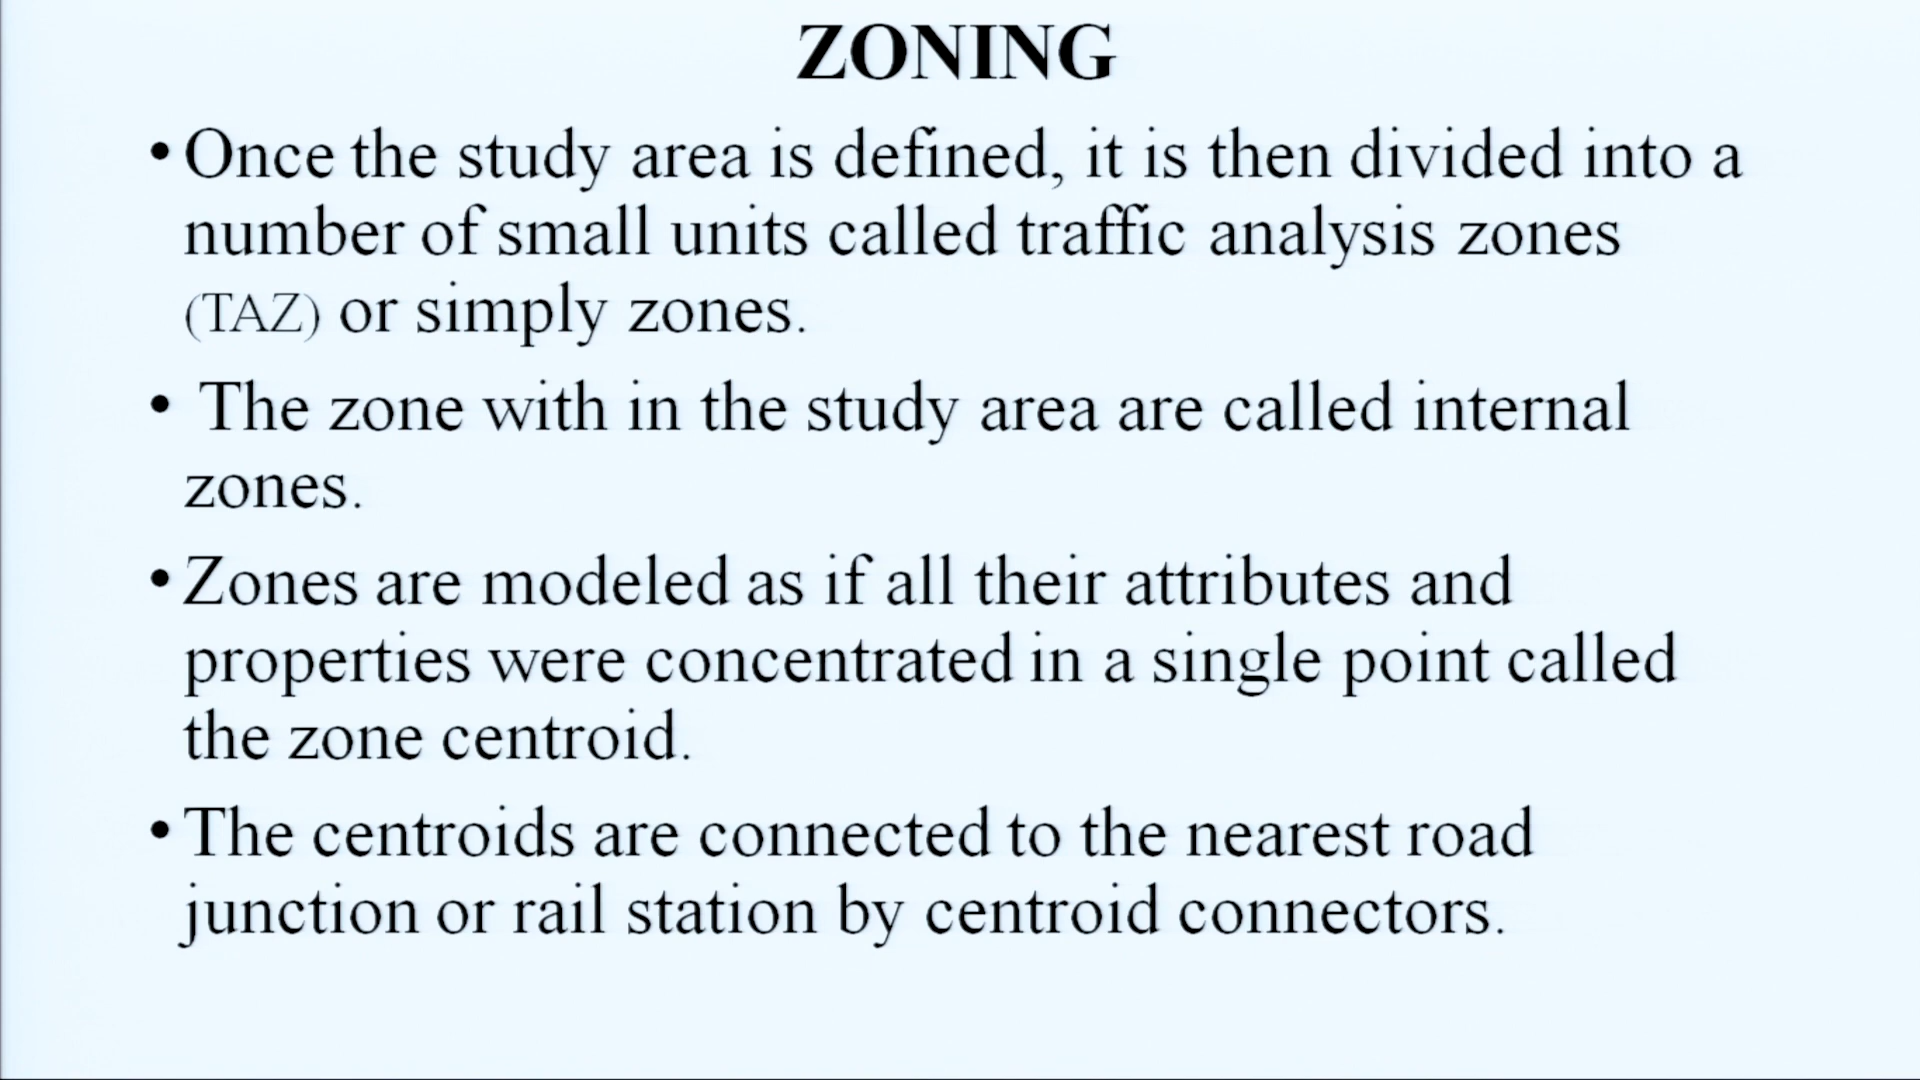 ZONING
• Once the study area is defined, it is then divided into a
number of small units called traffic analysis zones
(TAZ) or simply zones.
• The zone with in the study area are called internal
zones.
• Zones are modeled as if all their attributes and
properties were concentrated in a single point called
the zone centroid.
• The centroids are connected to the nearest road
junction or rail station by centroid connectors.